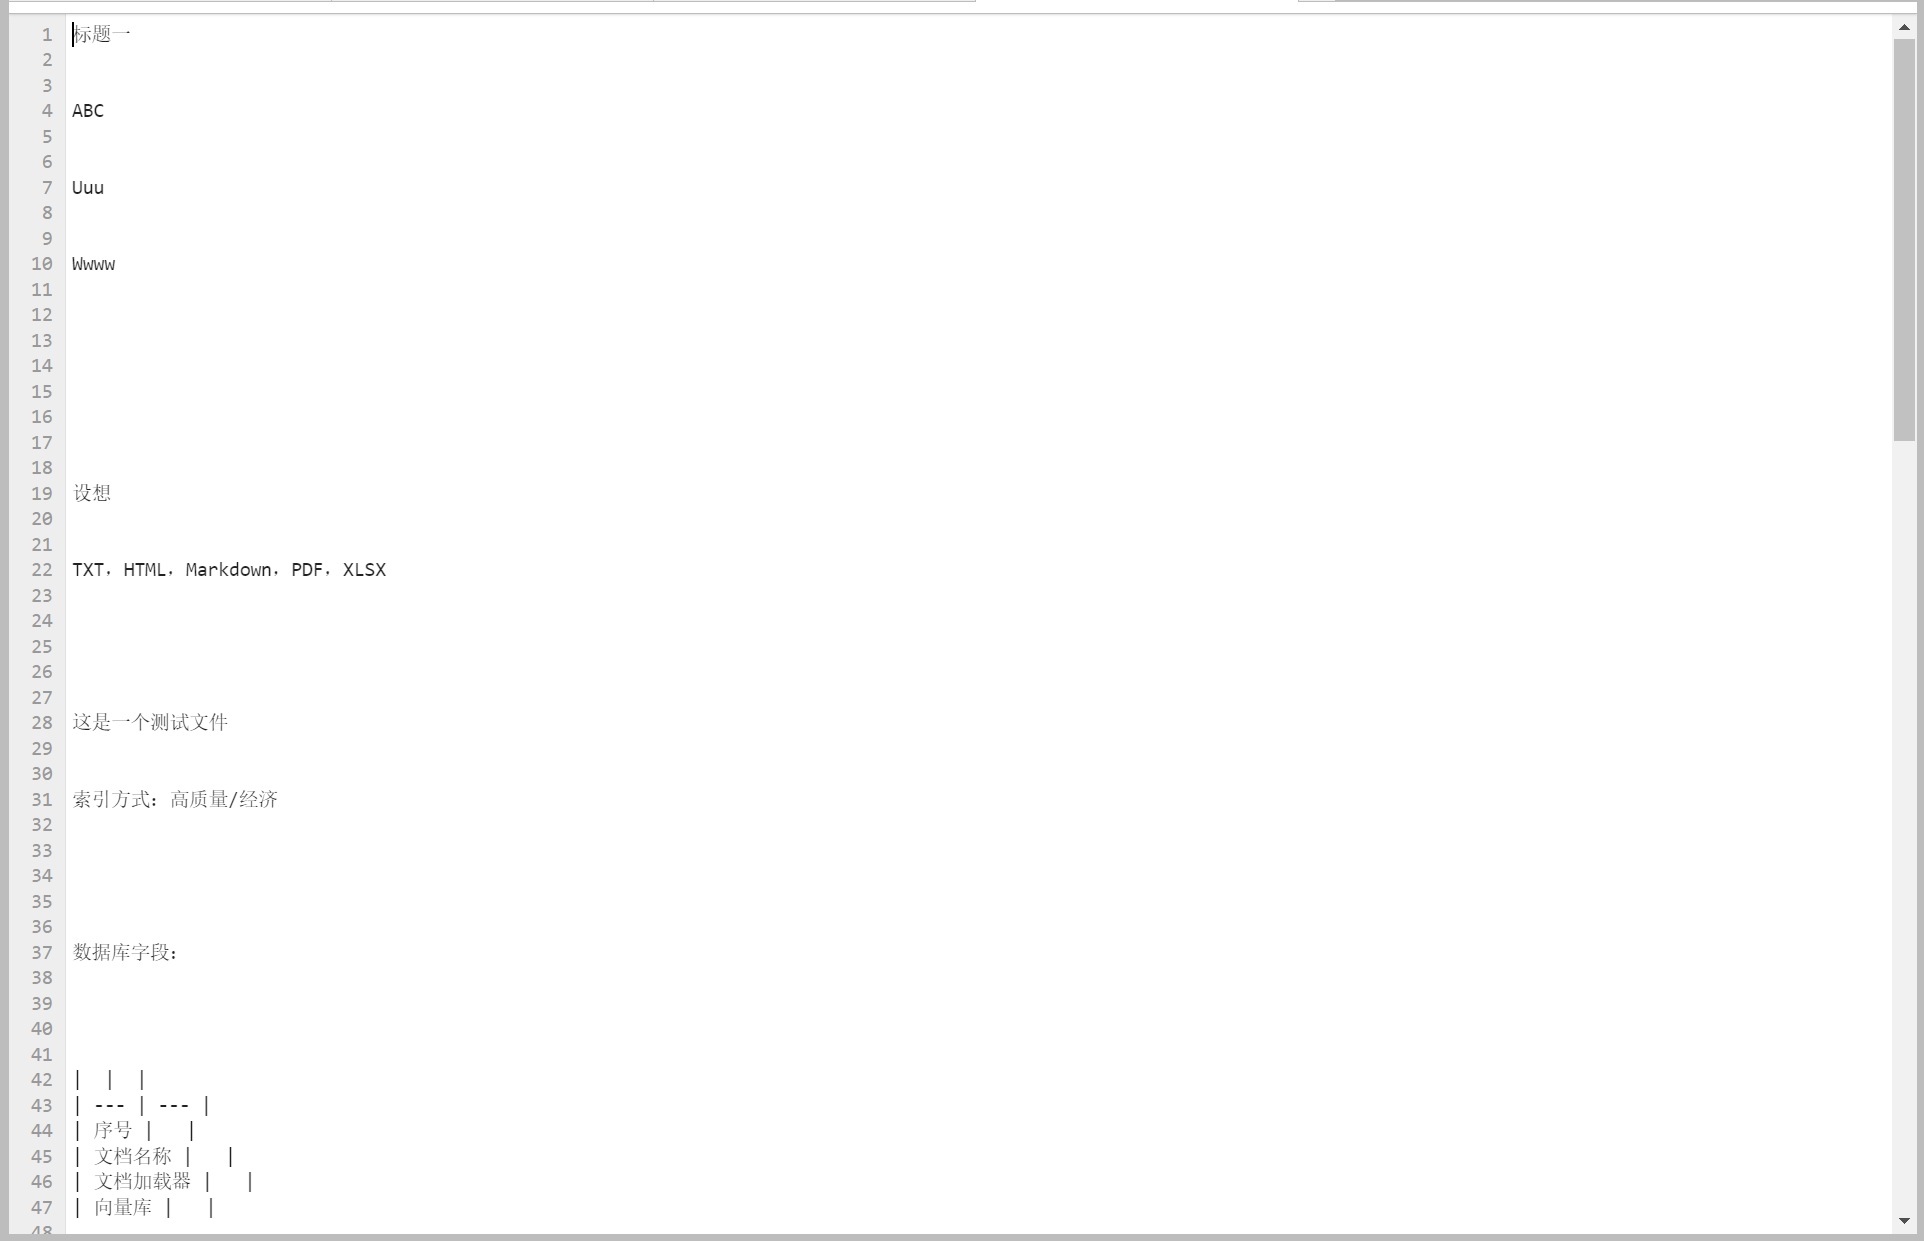 1 标题一
2
3
4 ABC
5
6
7 Uuu
8
9
10 Wwww
11
12
13
14
15
16
17
18
19 设想
20
21
22 TXT，HTML，Markdown，PDF，XLSX
23
24
25
26
27
28 这是一个测试文件
29
30
31 索引方式：高质量/经济
32
33
34
35
36
37 数据库字段：
38
39
40
41
42 |  |  |
43 | --- | --- |
44 | 序号 |   |
45 | 文档名称 |   |
46 | 文档加载器 |   |
47 | 向量库 |   |
48